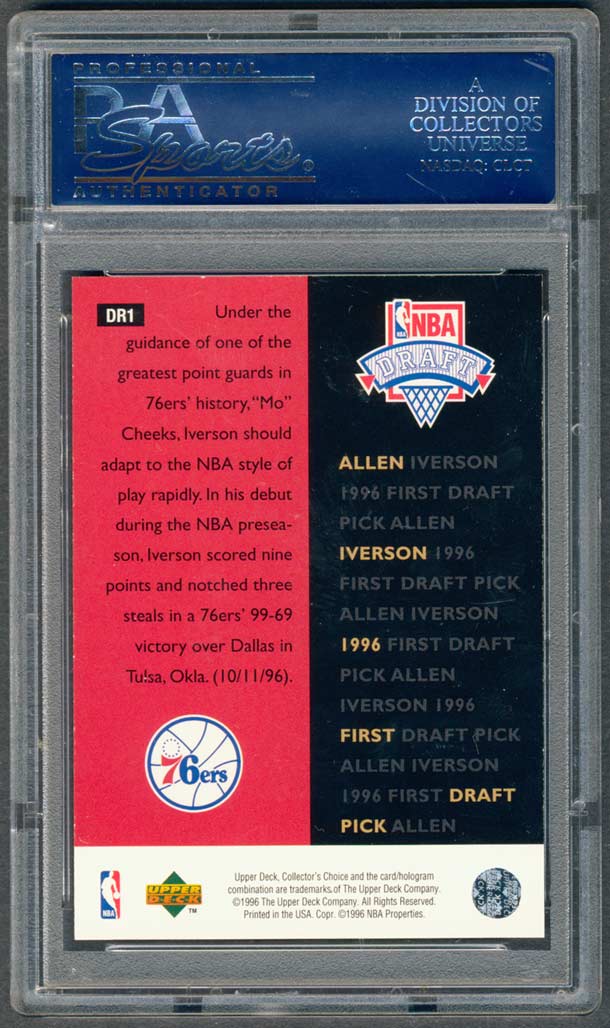 PROFESSIONAL
PSA
Sports®
AUTHENTICATOR
A
DIVISION OF
COLLECTORS
UNIVERSE
NASDAQ: CLCT
DR1
Under the
guidance of one of the
greatest point guards in
76ers' history, "Mo"
Cheeks, Iverson should
adapt to the NBA style of
play rapidly. In his debut
during the NBA presea-
son, Iverson scored nine
points and notched three
steals in a 76ers' 99-69
victory over Dallas in
Tulsa, Okla. (10/11/96).
76ers
NBA
NBA
DRAFT
ALLEN IVERSON
1996 FIRST DRAFT
PICK ALLEN
IVERSON 1996
FIRST DRAFT PICK
ALLEN IVERSON
1996 FIRST DRAFT
PICK ALLEN
IVERSON 1996
FIRST DRAFT PICK
ALLEN IVERSON
1996 FIRST DRAFT
PICK ALLEN
NBA
UPPER
DECK
TM
Upper Deck, Collector's Choice and the card/hologram
combination are trademarks of The Upper Deck Company.
©1996 The Upper Deck Company. All Rights Reserved.
Printed in the USA. Copr. ©1996 NBA Properties.